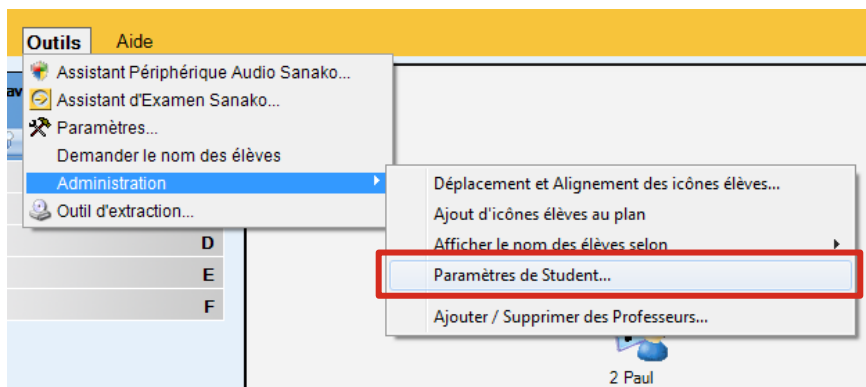 Outils Aide
av
Assistant Périphérique Audio Sanako...
Assistant d'Examen Sanako...
Paramètres...
Demander le nom des élèves
Administration
Outil d'extraction...
Déplacement et Alignement des icônes élèves...
Ajout d'icônes élèves au plan
Afficher le nom des élèves selon
Paramètres de Student...
Ajouter / Supprimer des Professeurs...
D
E
F
2 Paul